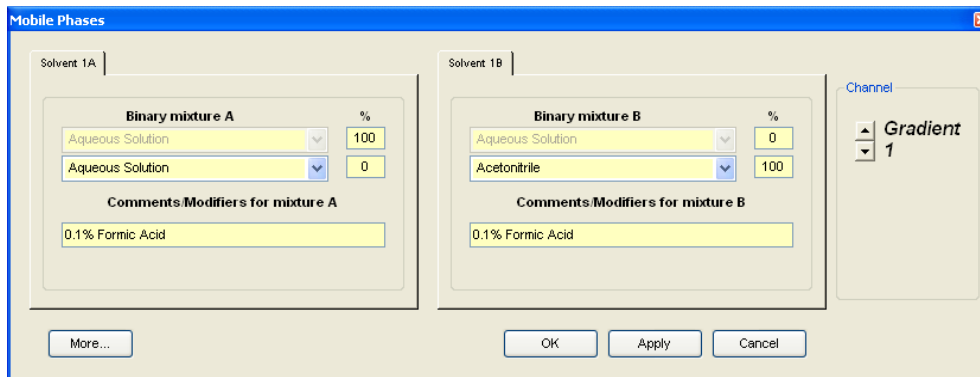 Mobile Phases
Solvent 1A
Binary mixture A %
Aqueous Solution 100
Aqueous Solution 0
Comments/Modifiers for mixture A
0.1% Formic Acid
Solvent 1B
Binary mixture B %
Aqueous Solution 0
Acetonitrile 100
Comments/Modifiers for mixture B
0.1% Formic Acid
Channel
Gradient
1
More...
OK
Apply
Cancel